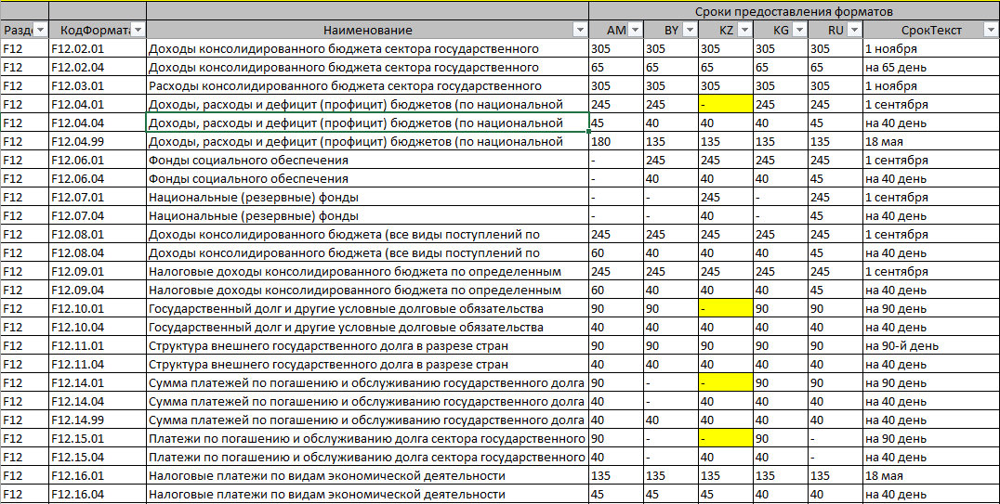 Сроки предоставления форматов
Разде КодФормата Наименование AM BY KZ KG RU СрокТекст
F12 F12.02.01 Доходы консолидированного бюджета сектора государственного 305 305 305 305 305 1 ноября
F12 F12.02.04 Доходы консолидированного бюджета сектора государственного 65 65 65 65 65 на 65 день
F12 F12.03.01 Расходы консолидированного бюджета сектора государственного 305 305 305 305 305 1 ноября
F12 F12.04.01 Доходы, расходы и дефицит (профицит) бюджетов (по национальной 245 245 - 245 245 1 сентября
F12 F12.04.04 Доходы, расходы и дефицит (профицит) бюджетов (по национальной 45 40 40 40 45 на 40 день
F12 F12.04.99 Доходы, расходы и дефицит (профицит) бюджетов (по национальной 180 135 135 135 135 18 мая
F12 F12.06.01 Фонды социального обеспечения - 245 245 245 245 1 сентября
F12 F12.06.04 Фонды социального обеспечения - 40 40 40 45 на 40 день
F12 F12.07.01 Национальные (резервные) фонды - - 245 - 245 1 сентября
F12 F12.07.04 Национальные (резервные) фонды - - 40 - 45 на 40 день
F12 F12.08.01 Доходы консолидированного бюджета (все виды поступлений по 245 245 245 245 245 1 сентября
F12 F12.08.04 Доходы консолидированного бюджета (все виды поступлений по 60 40 40 40 45 на 40 день
F12 F12.09.01 Налоговые доходы консолидированного бюджета по определенным 245 245 245 245 245 1 сентября
F12 F12.09.04 Налоговые доходы консолидированного бюджета по определенным 60 40 40 40 45 на 40 день
F12 F12.10.01 Государственный долг и другие условные долговые обязательства 90 90 - 90 90 на 90 день
F12 F12.10.04 Государственный долг и другие условные долговые обязательства 40 40 40 40 40 на 40 день
F12 F12.11.01 Структура внешнего государственного долга в разрезе стран 90 90 90 90 90 на 90-й день
F12 F12.11.04 Структура внешнего государственного долга в разрезе стран 40 40 40 40 40 на 40 день
F12 F12.14.01 Сумма платежей по погашению и обслуживанию государственного долга 90 - - 90 90 на 90 день
F12 F12.14.04 Сумма платежей по погашению и обслуживанию государственного долга 40 - 40 40 40 на 40 день
F12 F12.14.99 Сумма платежей по погашению и обслуживанию государственного долга 40 40 40 40 40 на 40 день
F12 F12.15.01 Платежи по погашению и обслуживанию долга сектора государственного 90 - - 90 - на 90 день
F12 F12.15.04 Платежи по погашению и обслуживанию долга сектора государственного 40 - 40 40 - на 40 день
F12 F12.16.01 Налоговые платежи по видам экономической деятельности 135 135 135 135 135 18 мая
F12 F12.16.04 Налоговые платежи по видам экономической деятельности 45 45 45 40 40 на 40 день